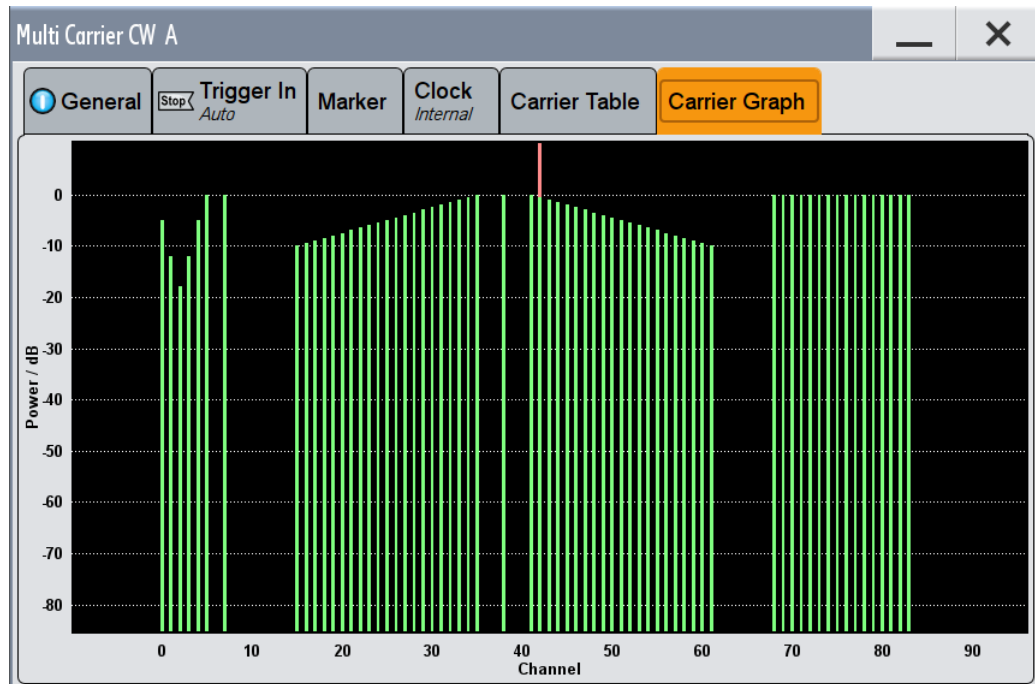 Multi Carrier CW A
General
Stop
Trigger In
Auto
Marker
Clock
Internal
Carrier Table
Carrier Graph
0
-10
-20
-30
-40
-50
-60
-70
-80
Power / dB
0 10 20 30 40 50 60 70 80 90
Channel